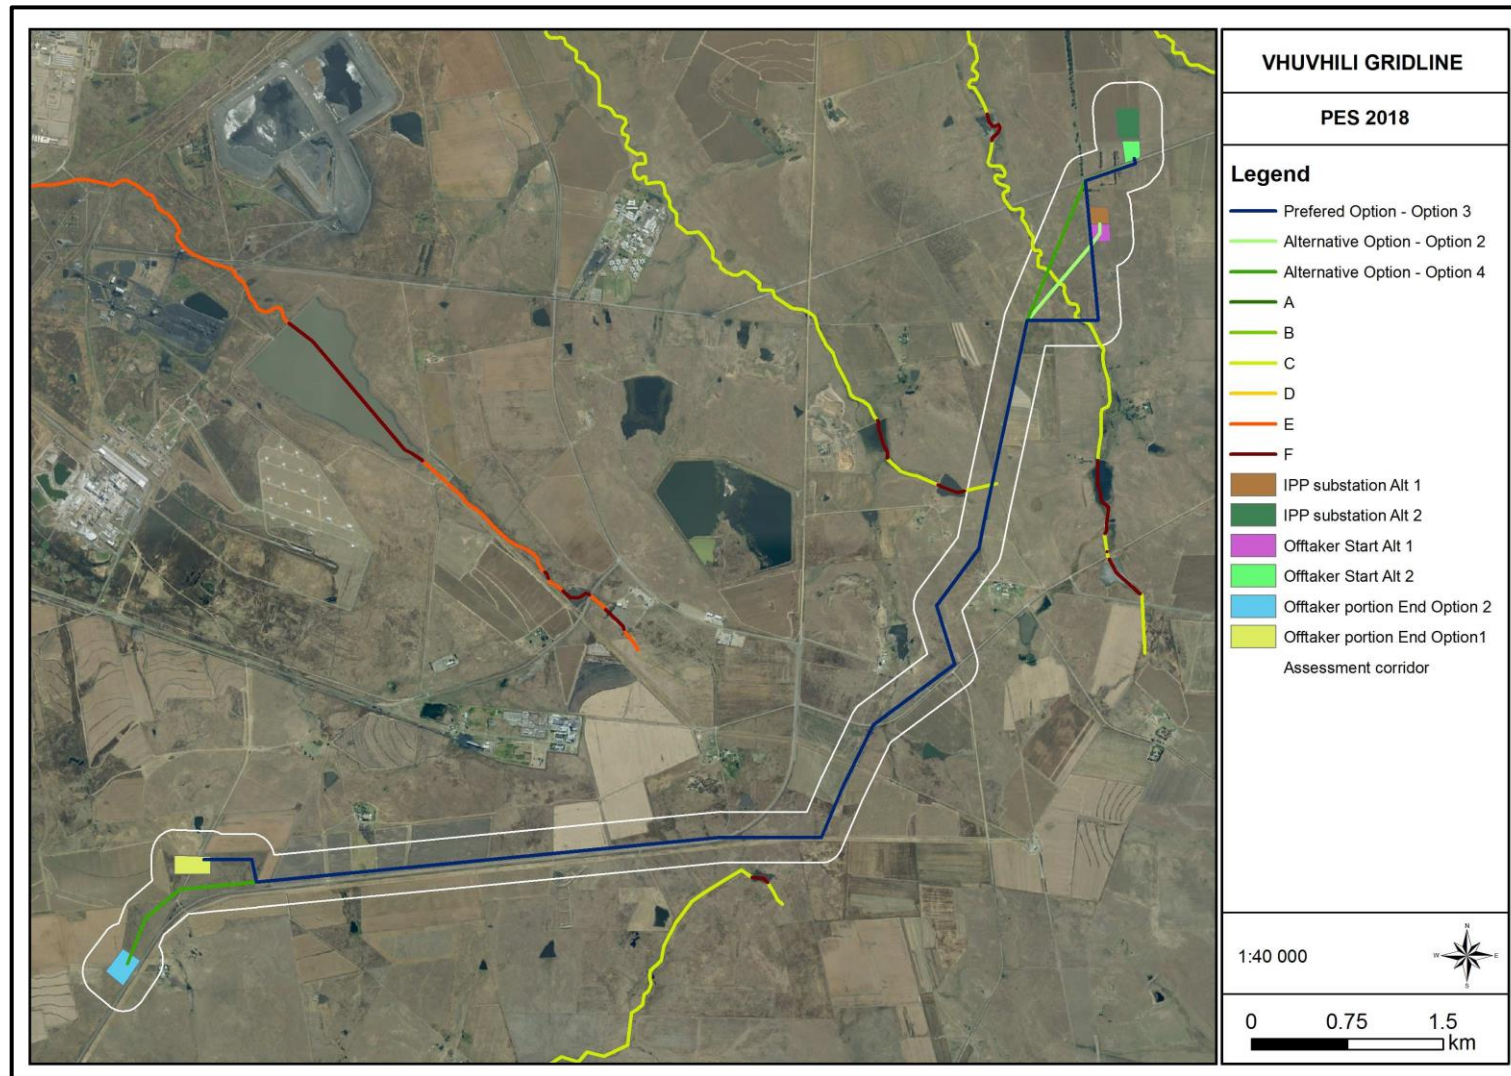 VHUVHILI GRIDLINE
PES 2018
Legend
Prefered Option - Option 3
Alternative Option - Option 2
Alternative Option - Option 4
A
B
C
D
E
F
IPP substation Alt 1
IPP substation Alt 2
Offtaker Start Alt 1
Offtaker Start Alt 2
Offtaker portion End Option 2
Offtaker portion End Option1
Assessment corridor
1:40 000
N
W
E
S
0 0.75 1.5
km